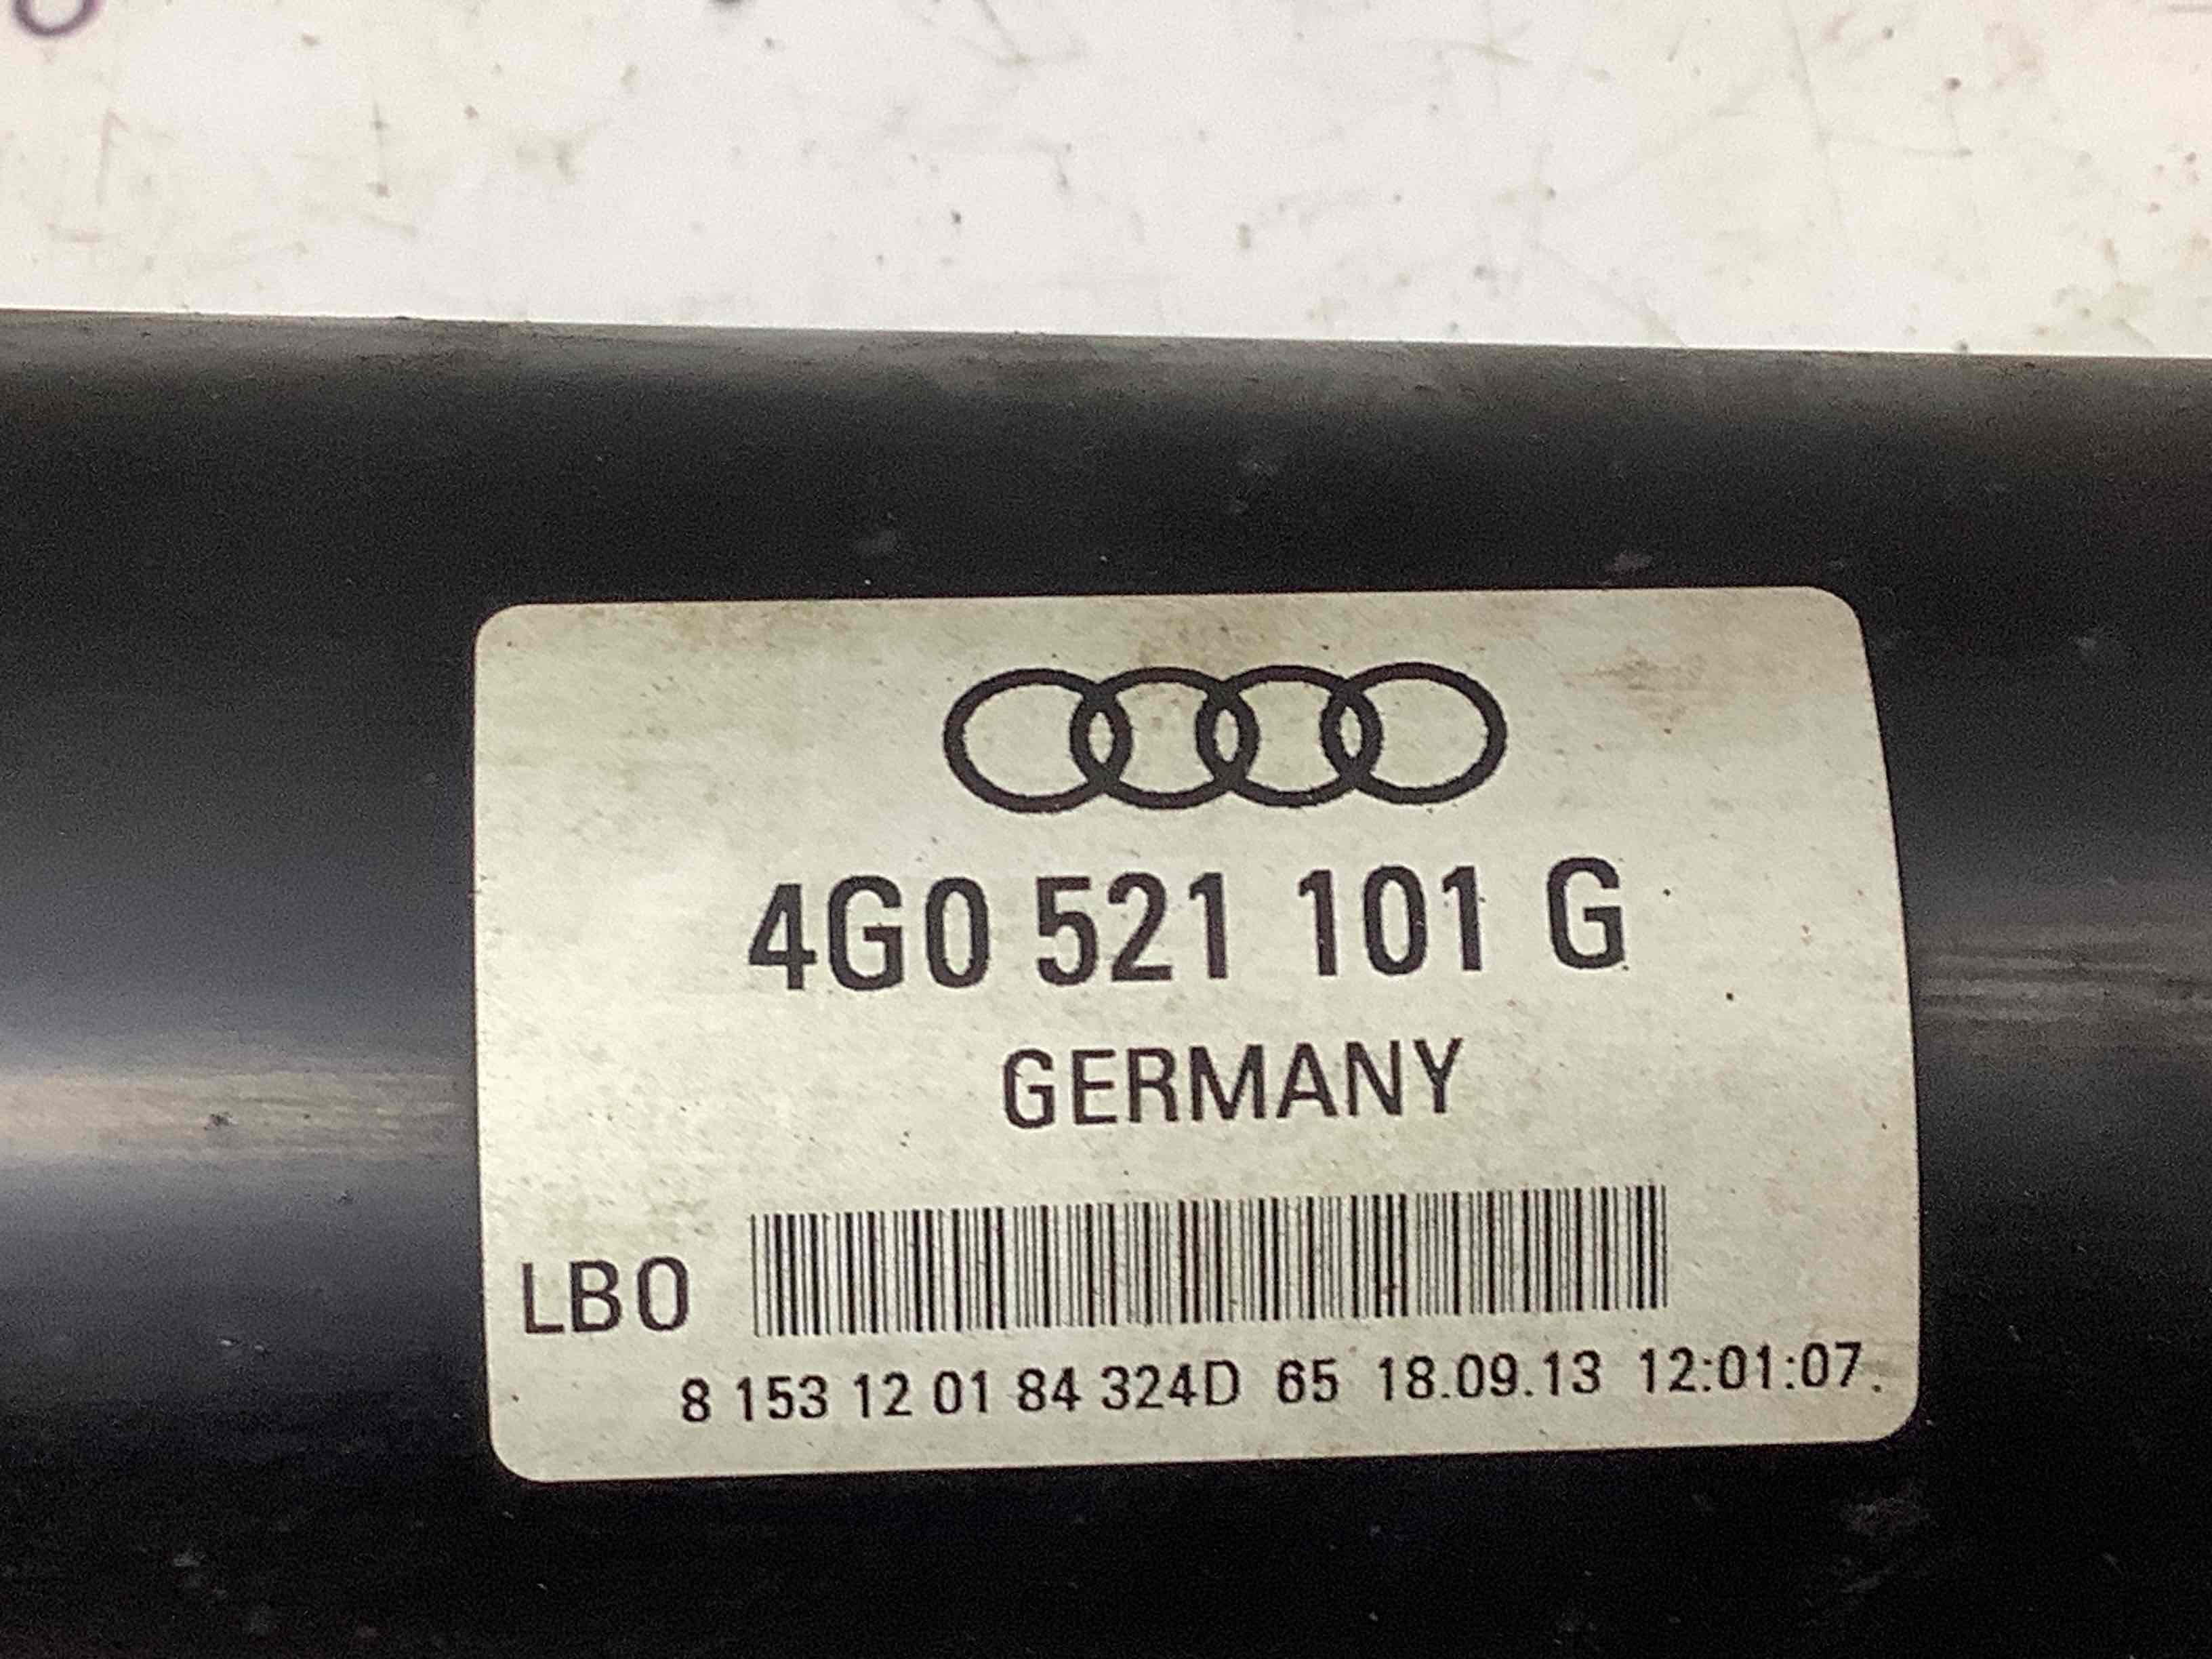 4G0 521 101 G
GERMANY
LBO
8 153 12 01 84 324D 65 18.09.13 12:01:07.